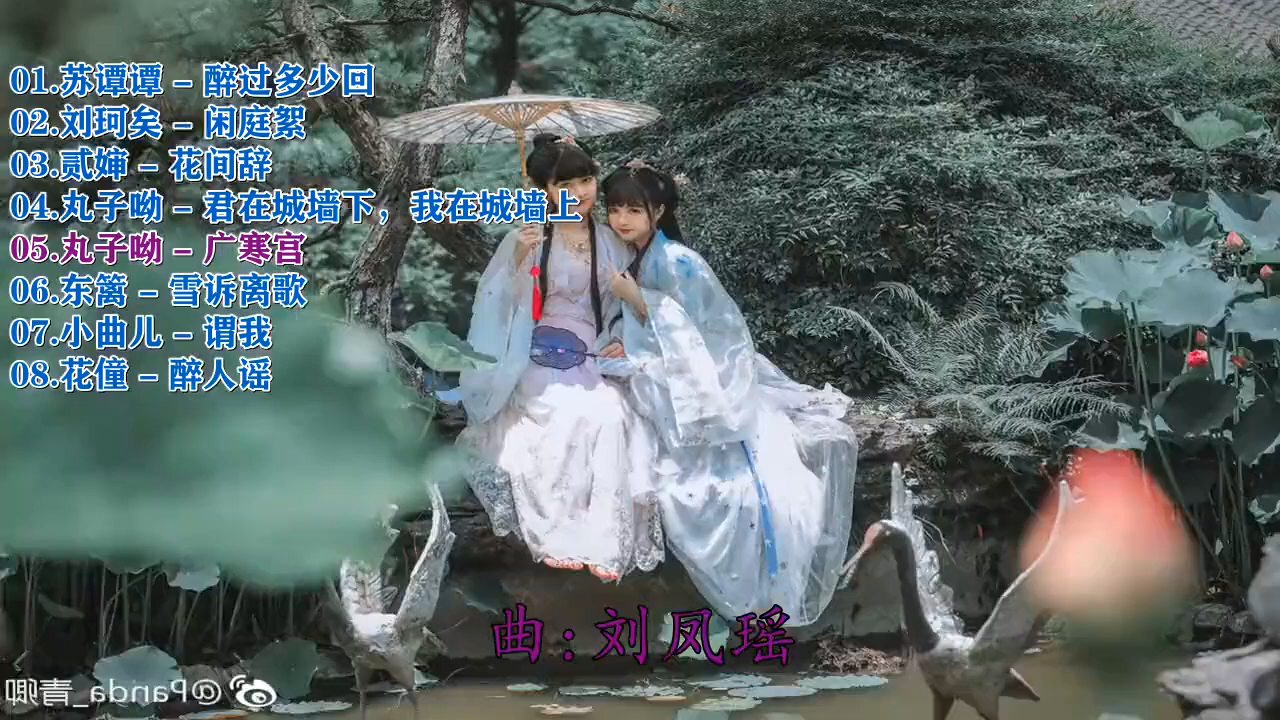 01.苏谭谭 – 醉过多少回
02.刘珂矣 – 闲庭絮
03.贰婶 – 花间辞
04.丸子呦 – 君在城墙下，我在城墙上
05.丸子呦 – 广寒宫
06.东篱 – 雪诉离歌
07.小曲儿 – 谓我
08.花僮 – 醉人谣
曲:刘凤瑶
@Panda_青卿